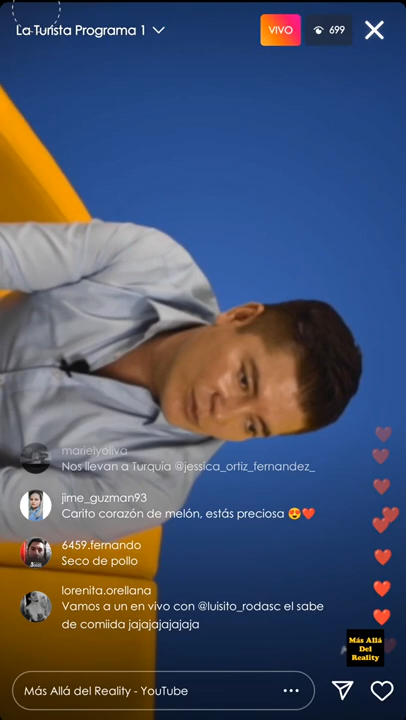 La Turista Programa 1
VIVO
699
marielyoliva
Nos llevan a Turquía @jessica_ortiz_fernandez_
jime_guzman93
Carito corazón de melón, estás preciosa 😍❤️
6459.fernando
Seco de pollo
lorenita.orellana
Vamos a un en vivo con @luisito_rodasc el sabe
de comiida jajajajajajaja
Más Allá
Del
Reality
Más Allá del Reality - YouTube